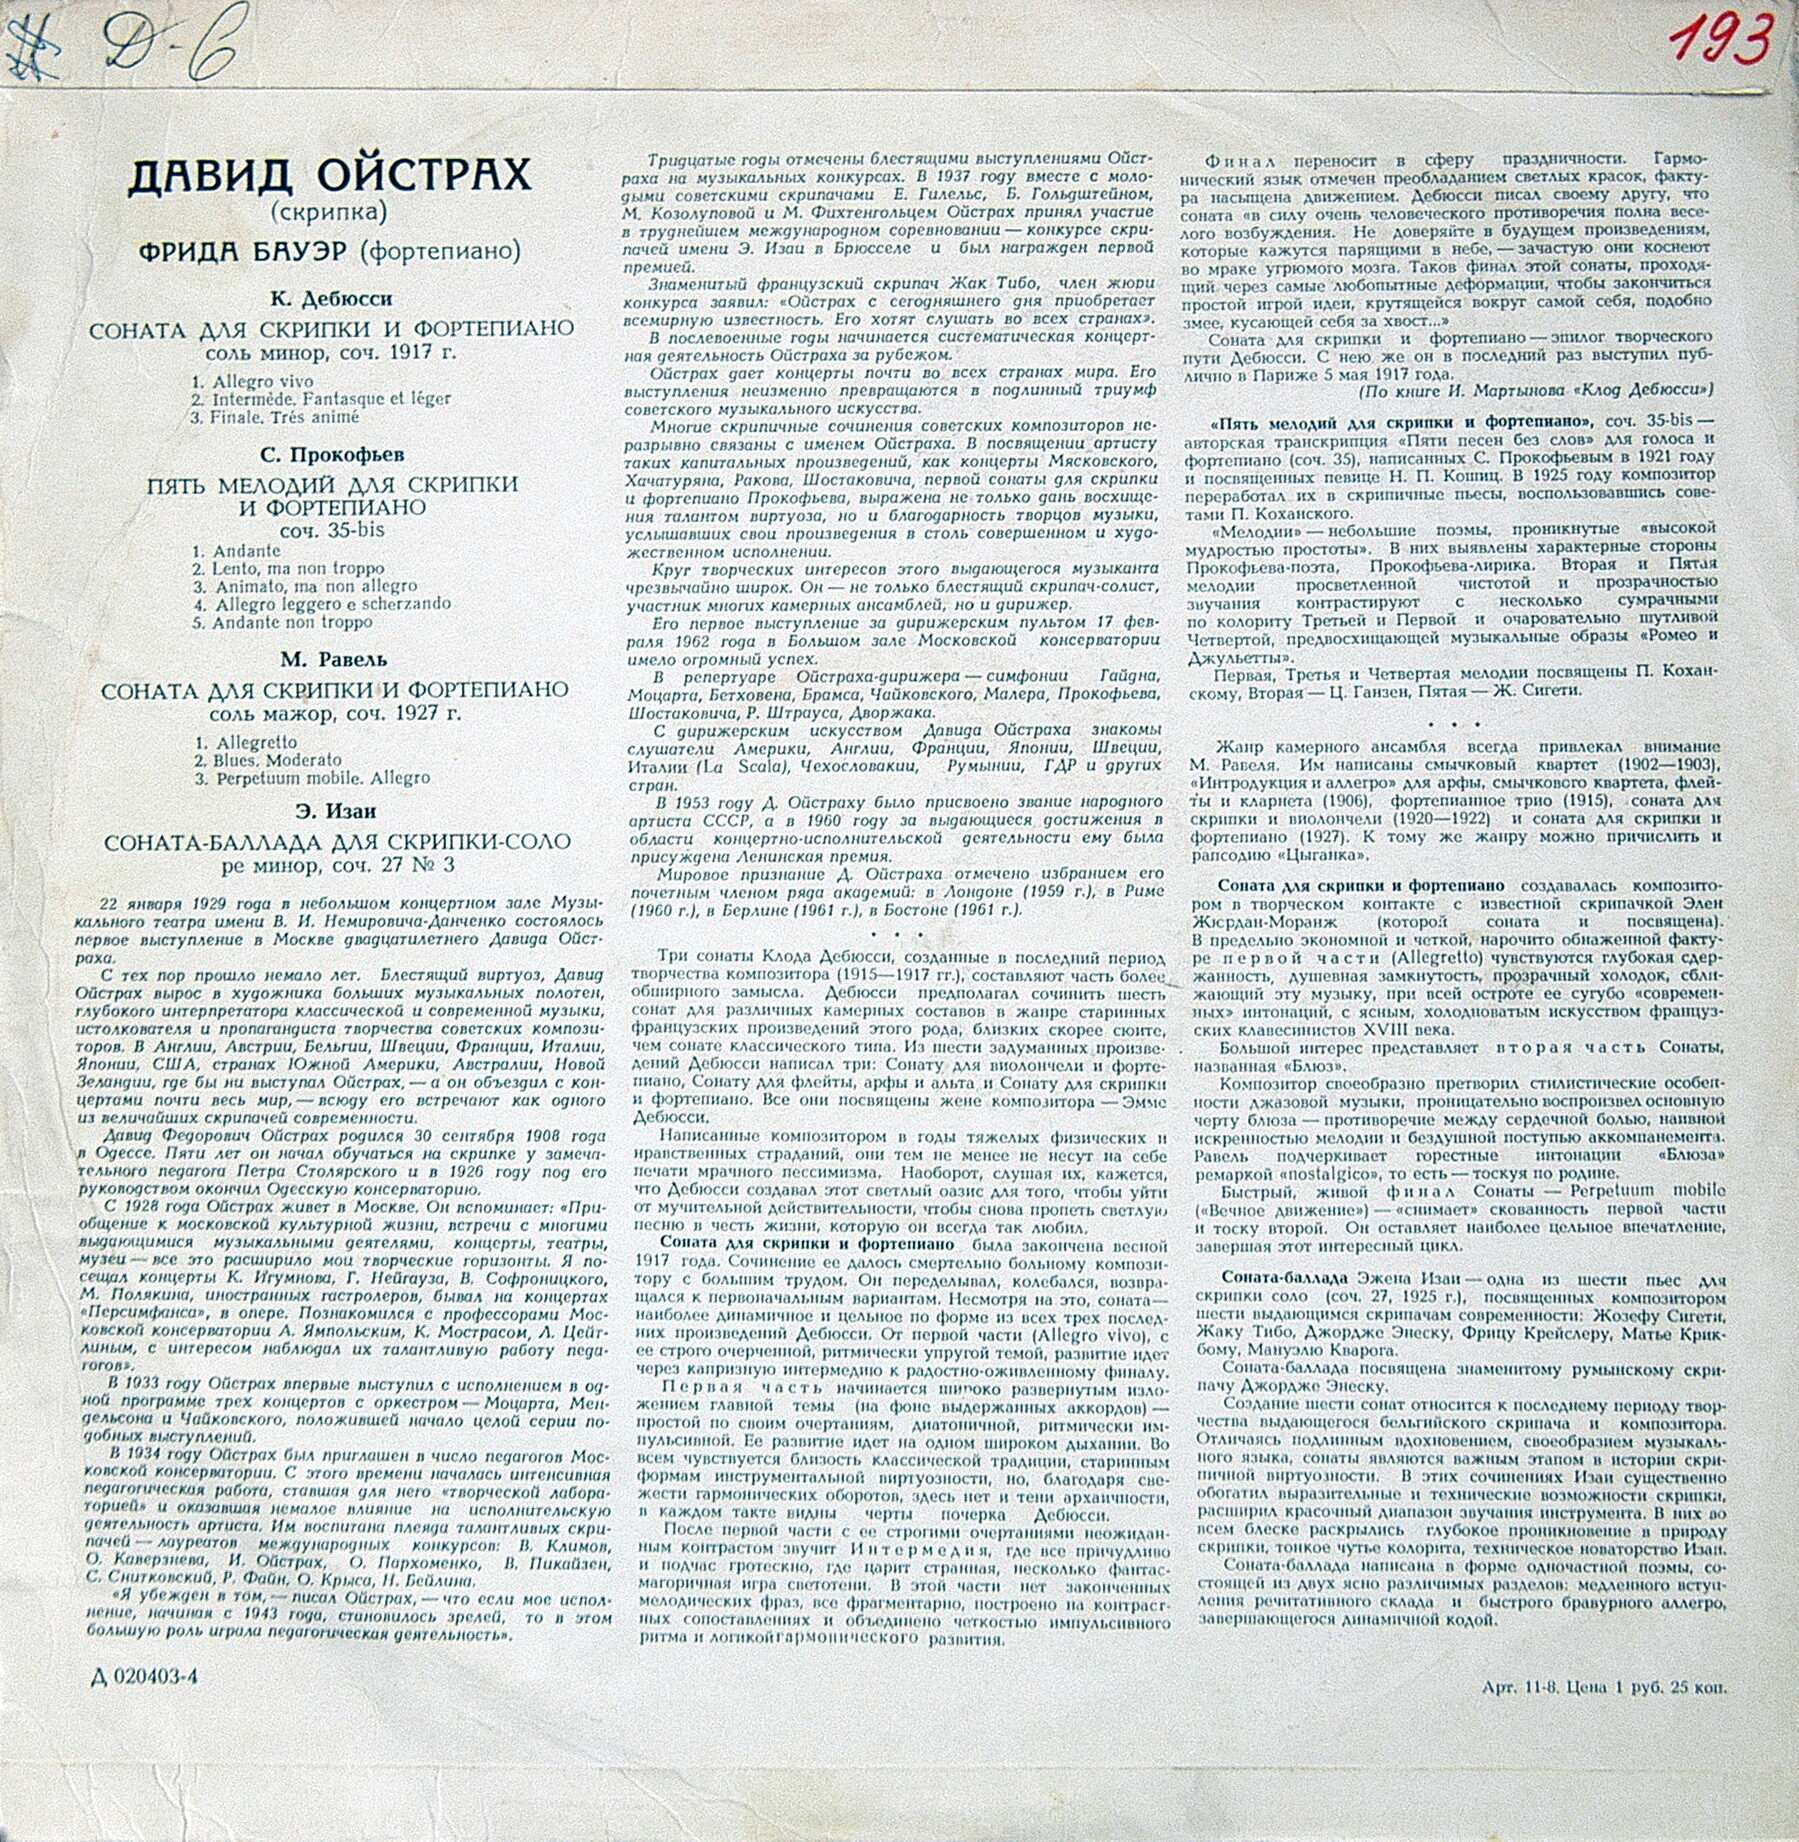 Д-С
193
ДАВИД ОЙСТРАХ
(скрипка)
ФРИДА БАУЭР (фортепиано)
К. Дебюсси
СОНАТА ДЛЯ СКРИПКИ И ФОРТЕПИАНО
соль минор, соч. 1917 г.
1. Allegro vivo
2. Intermède. Fantasque et léger
3. Finale. Trés animé
С. Прокофьев
ПЯТЬ МЕЛОДИЙ ДЛЯ СКРИПКИ
И ФОРТЕПИАНО
соч. 35-bis
1. Andante
2. Lento, ma non troppo
3. Animato, ma non allegro
4. Allegro leggero e scherzando
5. Andante non troppo
М. Равель
СОНАТА ДЛЯ СКРИПКИ И ФОРТЕПИАНО
соль мажор, соч. 1927 г.
1. Allegretto
2. Blues. Moderato
3. Perpetuum mobile. Allegro
Э. Изаи
СОНАТА-БАЛЛАДА ДЛЯ СКРИПКИ-СОЛО
ре минор, соч. 27 № 3
22 января 1929 года в небольшом концертном зале Музы-
кального театра имени В. И. Немировича-Данченко состоялось
первое выступление в Москве двадцатилетнего Давида Ойст-
раха.
С тех пор прошло немало лет. Блестящий виртуоз, Давид
Ойстрах вырос в художника больших музыкальных полотен,
глубокого интерпретатора классической и современной музыки,
истолкователя и пропагандиста творчества советских компози-
торов. В Англии, Австрии, Бельгии, Швеции, Франции, Италии,
Японии, США, странах Южной Америки, Австралии, Новой
Зеландии, где бы ни выступал Ойстрах, — а он объездил с кон-
цертами почти весь мир, — всюду его встречают как одного
из величайших скрипачей современности.
Давид Федорович Ойстрах родился 30 сентября 1908 года
в Одессе. Пяти лет он начал обучаться на скрипке у замеча-
тельного педагога Петра Столярского и в 1926 году под его
руководством окончил Одесскую консерваторию.
С 1928 года Ойстрах живет в Москве. Он вспоминает: «При-
общение к московской культурной жизни, встречи с многими
выдающимися музыкальными деятелями, концерты, театры,
музеи — все это расширило мои творческие горизонты. Я по-
сещал концерты К. Игумнова, Г. Нейгауза, В. Софроницкого,
М. Полякина, иностранных гастролеров, бывал на концертах
«Персимфанса», в опере. Познакомился с профессорами Мос-
ковской консерватории А. Ямпольским, К. Мострасом, Л. Цейт-
линым, с интересом наблюдал их талантливую работу педа-
гогов».
В 1933 году Ойстрах впервые выступил с исполнением в од-
ной программе трех концертов с оркестром — Моцарта, Мен-
дельсона и Чайковского, положившей начало целой серии по-
добных выступлений.
В 1934 году Ойстрах был приглашен в число педагогов Мос-
ковской консерватории. С этого времени началась интенсивная
педагогическая работа, ставшая для него «творческой лабора-
торией» и оказавшая немалое влияние на исполнительскую
деятельность артиста. Им воспитана плеяда талантливых скри-
пачей — лауреатов международных конкурсов: В. Климов,
О. Каверзнева, И. Ойстрах, О. Пархоменко, В. Пикайзен,
С. Снитковский, Р. Файн, О. Крыса, Н. Бейлина.
«Я убежден в том, — писал Ойстрах, — что если мое испол-
нение, начиная с 1943 года, становилось зрелей, то в этом
большую роль играла педагогическая деятельность».
Д 020403-4
Тридцатые годы отмечены блестящими выступлениями Ойст-
раха на музыкальных конкурсах. В 1937 году вместе с моло-
дыми советскими скрипачами Е. Гилельс, Б. Гольдштейном,
М. Козолуповой и М. Фихтенгольцем Ойстрах принял участие
в труднейшем международном соревновании — конкурсе скри-
пачей имени Э. Изаи в Брюсселе и был награжден первой
премией.
Знаменитый французский скрипач Жак Тибо, член жюри
конкурса заявил: «Ойстрах с сегодняшнего дня приобретает
всемирную известность. Его хотят слушать во всех странах».
В послевоенные годы начинается систематическая концерт-
ная деятельность Ойстраха за рубежом.
Ойстрах дает концерты почти во всех странах мира. Его
выступления неизменно превращаются в подлинный триумф
советского музыкального искусства.
Многие скрипичные сочинения советских композиторов не-
разрывно связаны с именем Ойстраха. В посвящении артисту
таких капитальных произведений, как концерты Мясковского,
Хачатуряна, Ракова, Шостаковича, первой сонаты для скрипки
и фортепиано Прокофьева, выражена не только дань восхище-
ния талантом виртуоза, но и благодарность творцов музыки,
услышавших свои произведения в столь совершенном и худо-
жественном исполнении.
Круг творческих интересов этого выдающегося музыканта
чрезвычайно широк. Он — не только блестящий скрипач-солист,
участник многих камерных ансамблей, но и дирижер.
Его первое выступление за дирижерским пультом 17 фев-
раля 1962 года в Большом зале Московской консерватории
имело огромный успех.
В репертуаре Ойстраха-дирижера — симфонии Гайдна,
Моцарта, Бетховена, Брамса, Чайковского, Малера, Прокофьева,
Шостаковича, Р. Штрауса, Дворжака.
С дирижерским искусством Давида Ойстраха знакомы
слушатели Америки, Англии, Франции, Японии, Швеции,
Италии (La Scala), Чехословакии, Румынии, ГДР и других
стран.
В 1953 году Д. Ойстраху было присвоено звание народного
артиста СССР, а в 1960 году за выдающиеся достижения в
области концертно-исполнительской деятельности ему была
присуждена Ленинская премия.
Мировое признание Д. Ойстраха отмечено избранием его
почетным членом ряда академий: в Лондоне (1959 г.), в Риме
(1960 г.), в Берлине (1961 г.), в Бостоне (1961 г.).
• • •
Три сонаты Клода Дебюсси, созданные в последний период
творчества композитора (1915—1917 гг.), составляют часть более
обширного замысла. Дебюсси предполагал сочинить шесть
сонат для различных камерных составов в жанре старинных
французских произведений этого рода, близких скорее сюите,
чем сонате классического типа. Из шести задуманных произве-
дений Дебюсси написал три: Сонату для виолончели и форте-
пиано, Сонату для флейты, арфы и альта и Сонату для скрипки
и фортепиано. Все они посвящены жене композитора — Эмме
Дебюсси.
Написанные композитором в годы тяжелых физических и
нравственных страданий, они тем не менее не несут на себе
печати мрачного пессимизма. Наоборот, слушая их, кажется,
что Дебюсси создавал этот светлый оазис для того, чтобы уйти
от мучительной действительности, чтобы снова пропеть светлую
песню в честь жизни, которую он всегда так любил.
Соната для скрипки и фортепиано была закончена весной
1917 года. Сочинение ее далось смертельно больному компози-
тору с большим трудом. Он переделывал, колебался, возвра-
щался к первоначальным вариантам. Несмотря на это, соната—
наиболее динамичное и цельное по форме из всех трех послед-
них произведений Дебюсси. От первой части (Allegro vivo), с
ее строго очерченной, ритмически упругой темой, развитие идет
через капризную интермедию к радостно-оживленному финалу.
Первая часть начинается широко развернутым изло-
жением главной темы (на фоне выдержанных аккордов) —
простой по своим очертаниям, диатоничной, ритмически им-
пульсивной. Ее развитие идет на одном широком дыхании. Во
всем чувствуется близость классической традиции, старинным
формам инструментальной виртуозности, но, благодаря све-
жести гармонических оборотов, здесь нет и тени архаичности,
в каждом такте видны черты почерка Дебюсси.
После первой части с ее строгими очертаниями неожидан-
ным контрастом звучит Интермедия, где все причудливо
и подчас гротескно, где царит странная, несколько фантас-
магоричная игра светотени. В этой части нет законченных
мелодических фраз, все фрагментарно, построено на контраст-
ных сопоставлениях и объединено четкостью импульсивного
ритма и логикой гармонического развития.
Финал переносит в сферу праздничности. Гармо-
нический язык отмечен преобладанием светлых красок, факту-
ра насыщена движением. Дебюсси писал своему другу, что
соната «в силу очень человеческого противоречия полна весе-
лого возбуждения. Не доверяйте в будущем произведениям,
которые кажутся парящими в небе, — зачастую они коснеют
во мраке угрюмого мозга. Таков финал этой сонаты, проходя-
щий через самые любопытные деформации, чтобы закончиться
простой игрой идеи, крутящейся вокруг самой себя, подобно
змее, кусающей себя за хвост...»
Соната для скрипки и фортепиано — эпилог творческого
пути Дебюсси. С нею же он в последний раз выступил пуб-
лично в Париже 5 мая 1917 года.
(По книге И. Мартынова «Клод Дебюсси»)
«Пять мелодий для скрипки и фортепиано», соч. 35-bis —
авторская транскрипция «Пяти песен без слов» для голоса и
фортепиано (соч. 35), написанных С. Прокофьевым в 1921 году
и посвященных певице Н. П. Кошиц. В 1925 году композитор
переработал их в скрипичные пьесы, воспользовавшись сове-
тами П. Коханского.
«Мелодии» — небольшие поэмы, проникнутые «высокой
мудростью простоты». В них выявлены характерные стороны
Прокофьева-поэта, Прокофьева-лирика. Вторая и Пятая
мелодии просветленной чистотой и прозрачностью
звучания контрастируют с несколько сумрачными
по колориту Третьей и Первой и очаровательно шутливой
Четвертой, предвосхищающей музыкальные образы «Ромео и
Джульетты».
Первая, Третья и Четвертая мелодии посвящены П. Кохан-
скому, Вторая — Ц. Ганзен, Пятая — Ж. Сигети.
• • •
Жанр камерного ансамбля всегда привлекал внимание
М. Равеля. Им написаны смычковый квартет (1902—1903),
«Интродукция и аллегро» для арфы, смычкового квартета, флей-
ты и кларнета (1906), фортепианное трио (1915), соната для
скрипки и виолончели (1920—1922) и соната для скрипки и
фортепиано (1927). К тому же жанру можно причислить и
рапсодию «Цыганка».
Соната для скрипки и фортепиано создавалась композито-
ром в творческом контакте с известной скрипачкой Элен
Жюрдан-Моранж (которой соната и посвящена).
В предельно экономной и четкой, нарочито обнаженной факту-
ре первой части (Allegretto) чувствуются глубокая сдер-
жанность, душевная замкнутость, прозрачный холодок, сбли-
жающий эту музыку, при всей остроте ее сугубо «современ-
ных» интонаций, с ясным, холодноватым искусством француз-
ских клавесинистов XVIII века.
Большой интерес представляет вторая часть Сонаты,
названная «Блюз».
Композитор своеобразно претворил стилистические особен-
ности джазовой музыки, проницательно воспроизвел основную
черту блюза — противоречие между сердечной болью, наивной
искренностью мелодии и бездушной поступью аккомпанемента.
Равель подчеркивает горестные интонации «Блюза»
ремаркой «nostalgico», то есть — тоскуя по родине.
Быстрый, живой финал Сонаты — Perpetuum mobile
(«Вечное движение») — «снимает» скованность первой части
и тоску второй. Он оставляет наиболее цельное впечатление,
завершая этот интересный цикл.
Соната-баллада Эжена Изаи — одна из шести пьес для
скрипки соло (соч. 27, 1925 г.), посвященных композитором
шести выдающимся скрипачам современности: Жозефу Сигети,
Жаку Тибо, Джордже Энеску, Фрицу Крейслеру, Матье Крик-
бому, Мануэлю Кварога.
Соната-баллада посвящена знаменитому румынскому скри-
пачу Джордже Энеску.
Создание шести сонат относится к последнему периоду твор-
чества выдающегося бельгийского скрипача и композитора.
Отличаясь подлинным вдохновением, своеобразием музыкаль-
ного языка, сонаты являются важным этапом в истории скри-
пичной виртуозности. В этих сочинениях Изаи существенно
обогатил выразительные и технические возможности скрипки,
расширил красочный диапазон звучания инструмента. В них во
всем блеске раскрылись глубокое проникновение в природу
скрипки, тонкое чутье колорита, техническое новаторство Изаи.
Соната-баллада написана в форме одночастной поэмы, со-
стоящей из двух ясно различимых разделов: медленного вступ-
ления речитативного склада и быстрого бравурного аллегро,
завершающегося динамичной кодой.
Арт. 11-8. Цена 1 руб. 25 коп.